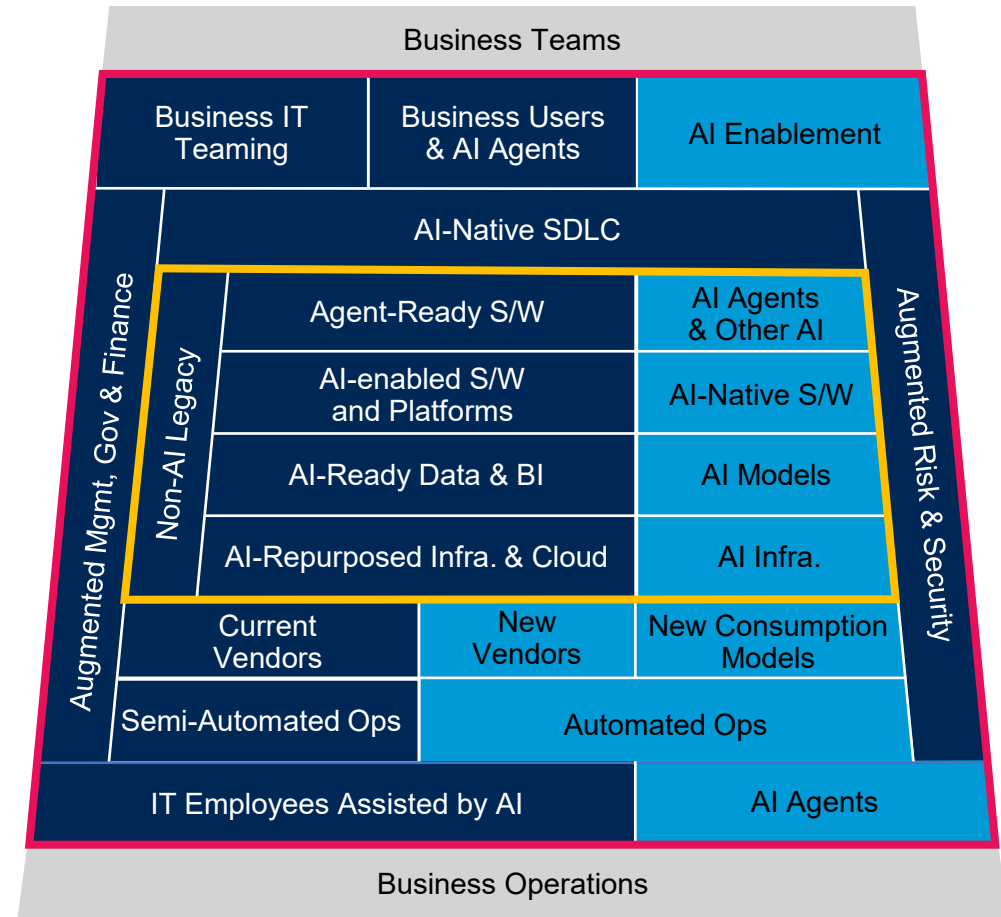 Business Teams
Business IT
Teaming
Business Users
& AI Agents
AI Enablement
AI-Native SDLC
Augmented Mgmt, Gov & Finance
Non-AI Legacy
Agent-Ready S/W
AI Agents
& Other AI
AI-enabled S/W
and Platforms
AI-Native S/W
AI-Ready Data & BI
AI Models
AI-Repurposed Infra. & Cloud
AI Infra.
Augmented Risk & Security
Current
Vendors
New
Vendors
New Consumption
Models
Semi-Automated Ops
Automated Ops
IT Employees Assisted by AI
AI Agents
Business Operations